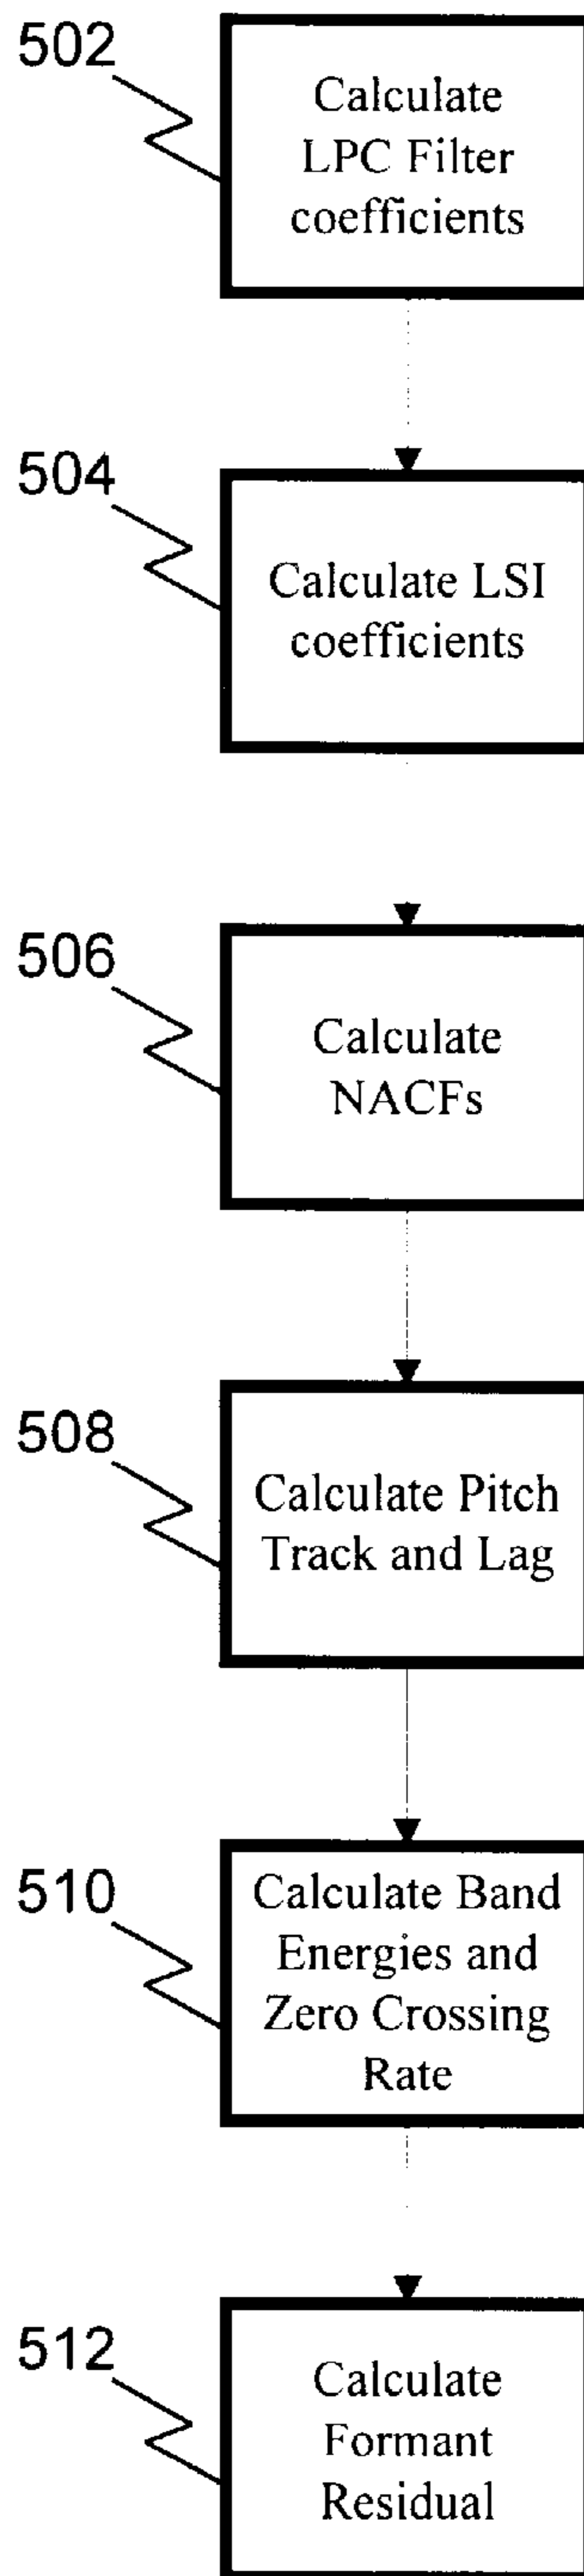 502
Calculate
LPC Filter
coefficients
504
Calculate LSI
coefficients
506
Calculate
NACFs
508
Calculate Pitch
Track and Lag
510
Calculate Band
Energies and
Zero Crossing
Rate
512
Calculate
Formant
Residual